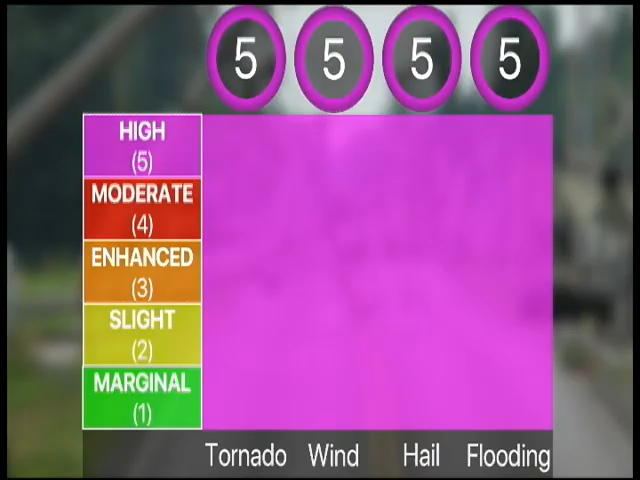 5 5 5 5
HIGH
(5)
MODERATE
(4)
ENHANCED
(3)
SLIGHT
(2)
MARGINAL
(1)
Tornado Wind Hail Flooding